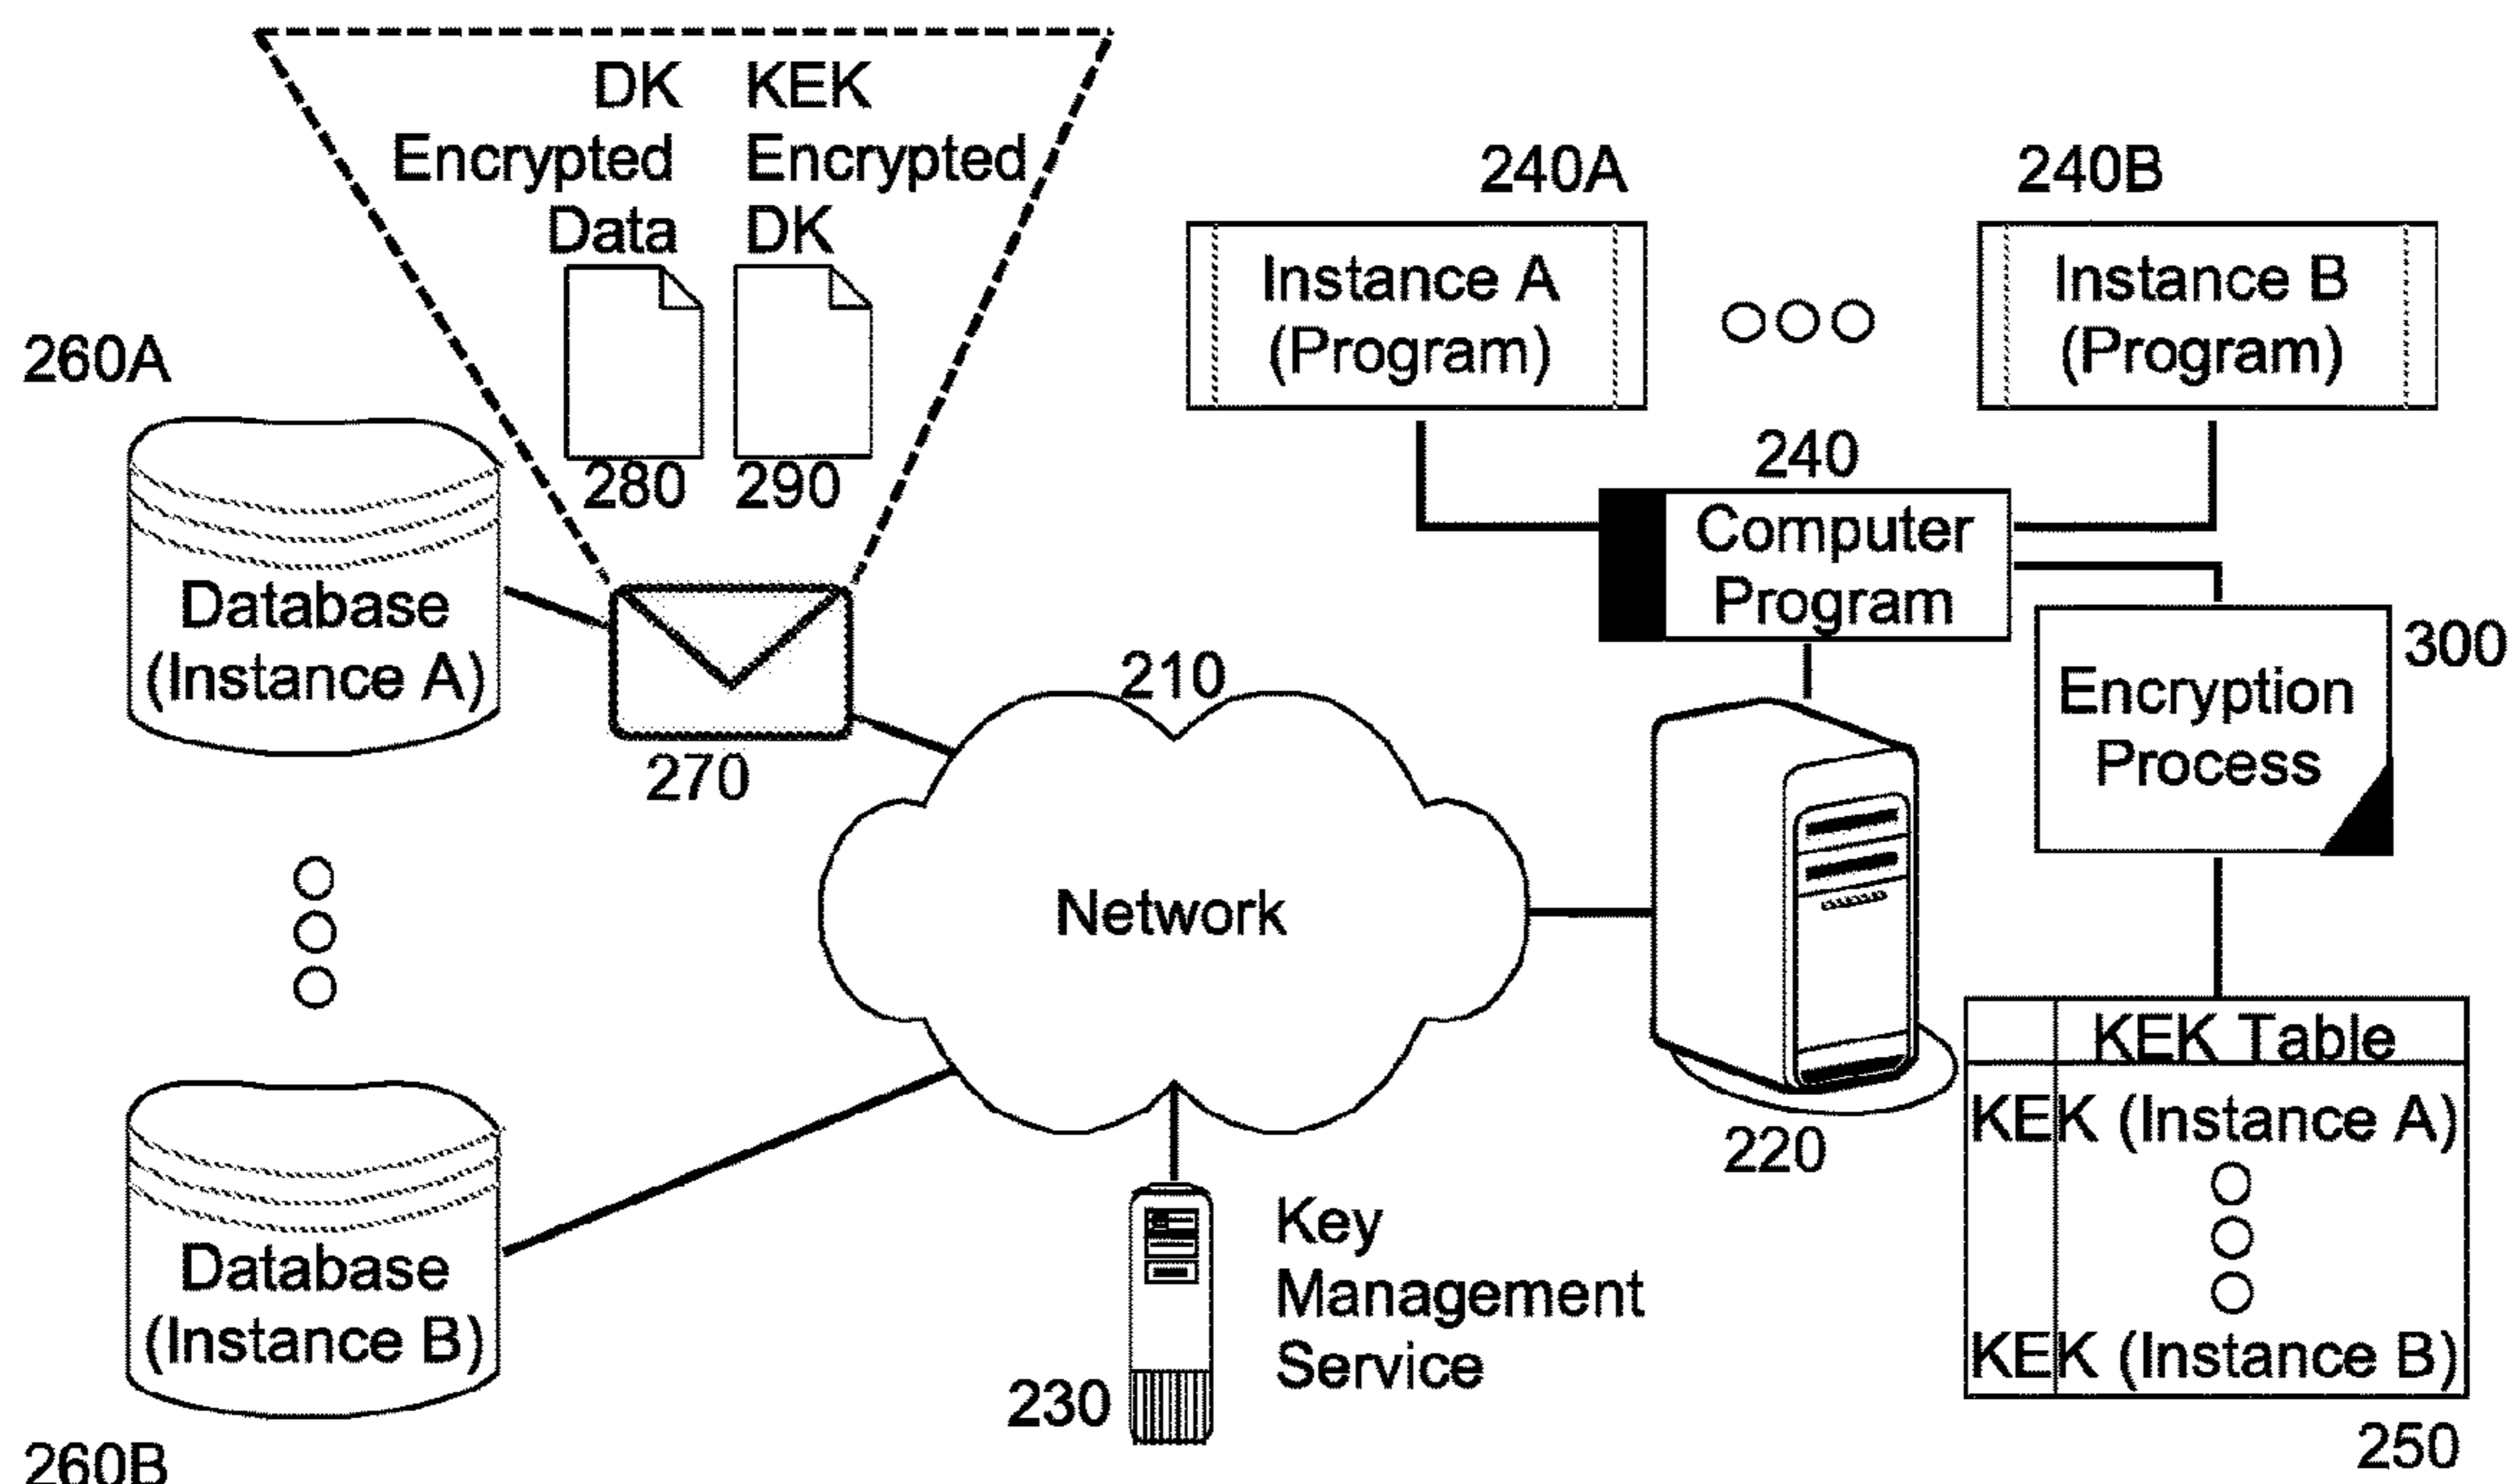 DK KEK
Encrypted Encrypted
Data DK
280 290
240A
240B
Instance A
(Program)
Instance B
(Program)
260A
240
Computer
Program
Database
(Instance A)
270
210
300
Encryption
Process
Network
KEK Table
KEK (Instance A)
KEK (Instance B)
250
220
Key
Management
Service
230
Database
(Instance B)
260B